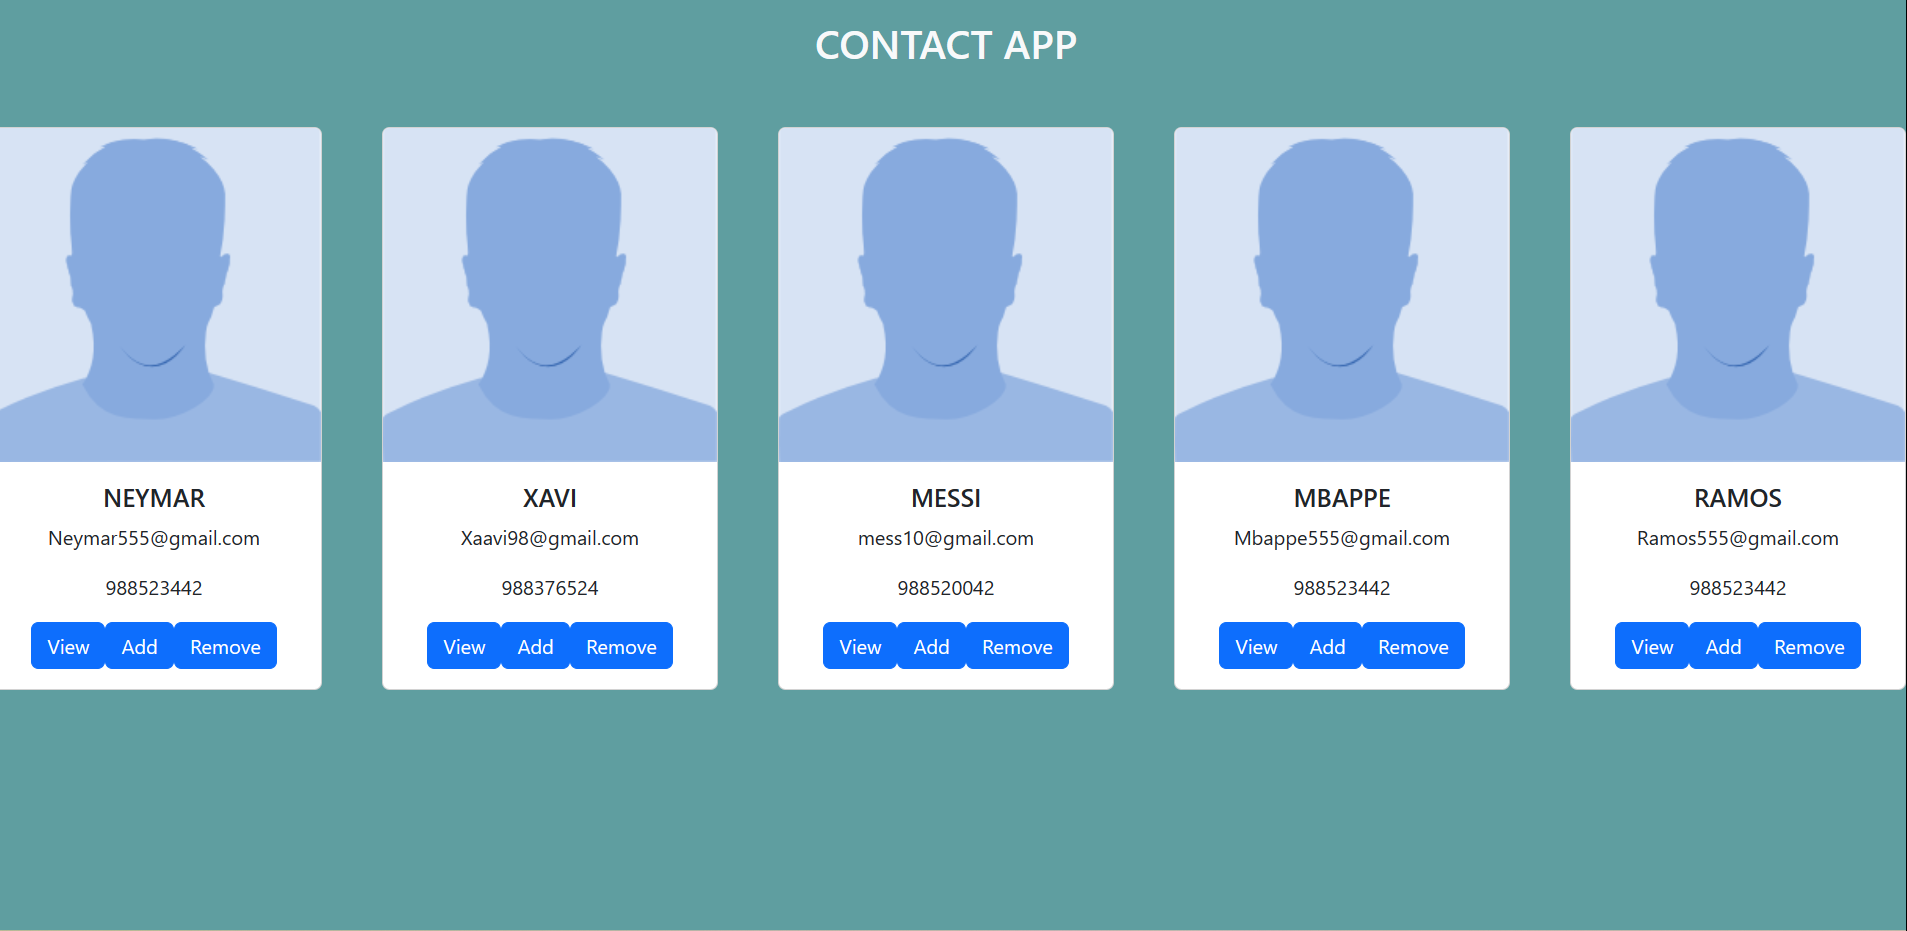 CONTACT APP
NEYMAR
Neymar555@gmail.com
988523442
View Add Remove
XAVI
Xaavi98@gmail.com
988376524
View Add Remove
MESSI
mess10@gmail.com
988520042
View Add Remove
MBAPPE
Mbappe555@gmail.com
988523442
View Add Remove
RAMOS
Ramos555@gmail.com
988523442
View Add Remove